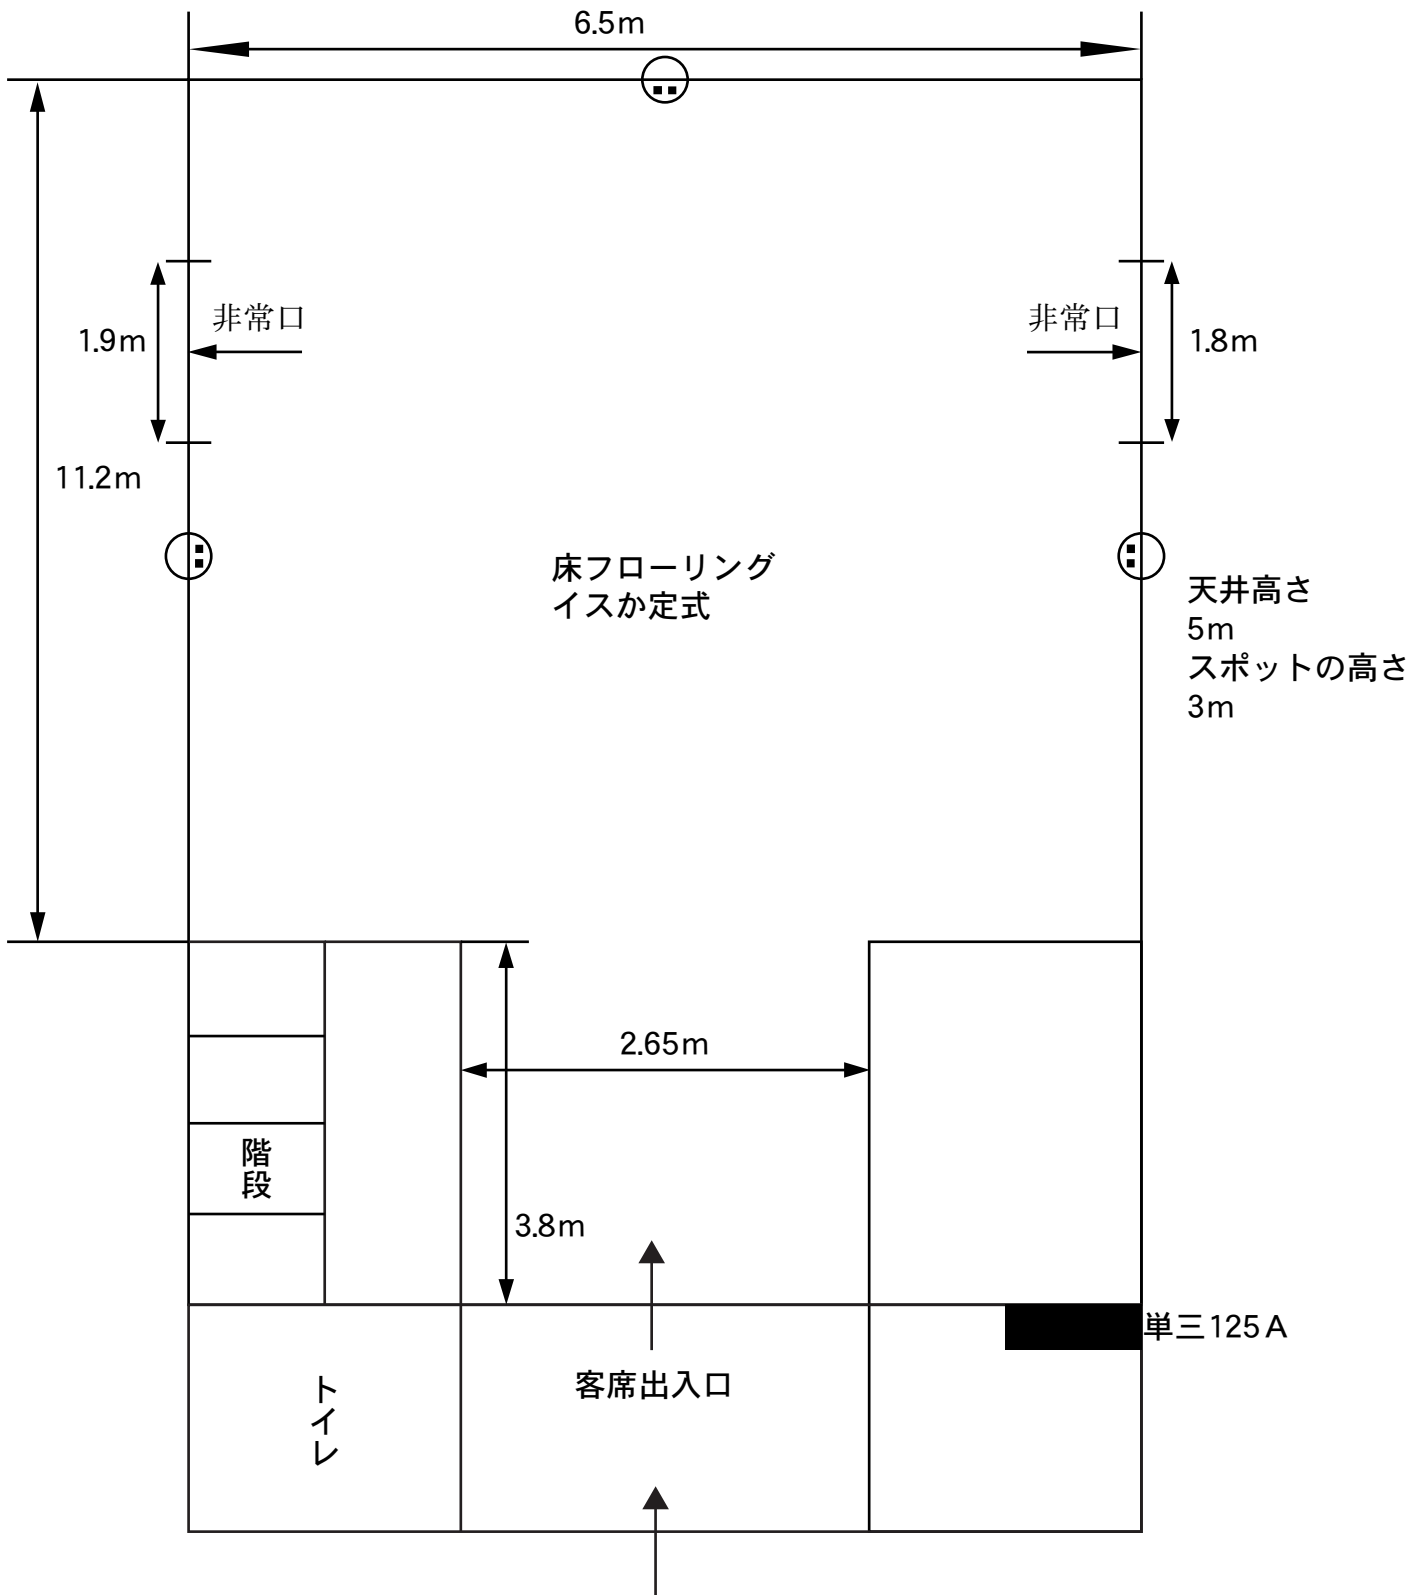 6.5m
非常口
非常口
1.9m
1.8m
11.2m
床フローリング
イスか定式
天井高さ
5m
スポットの高さ
3m
2.65m
階段
3.8m
単三125A
客席出入口
トイレ